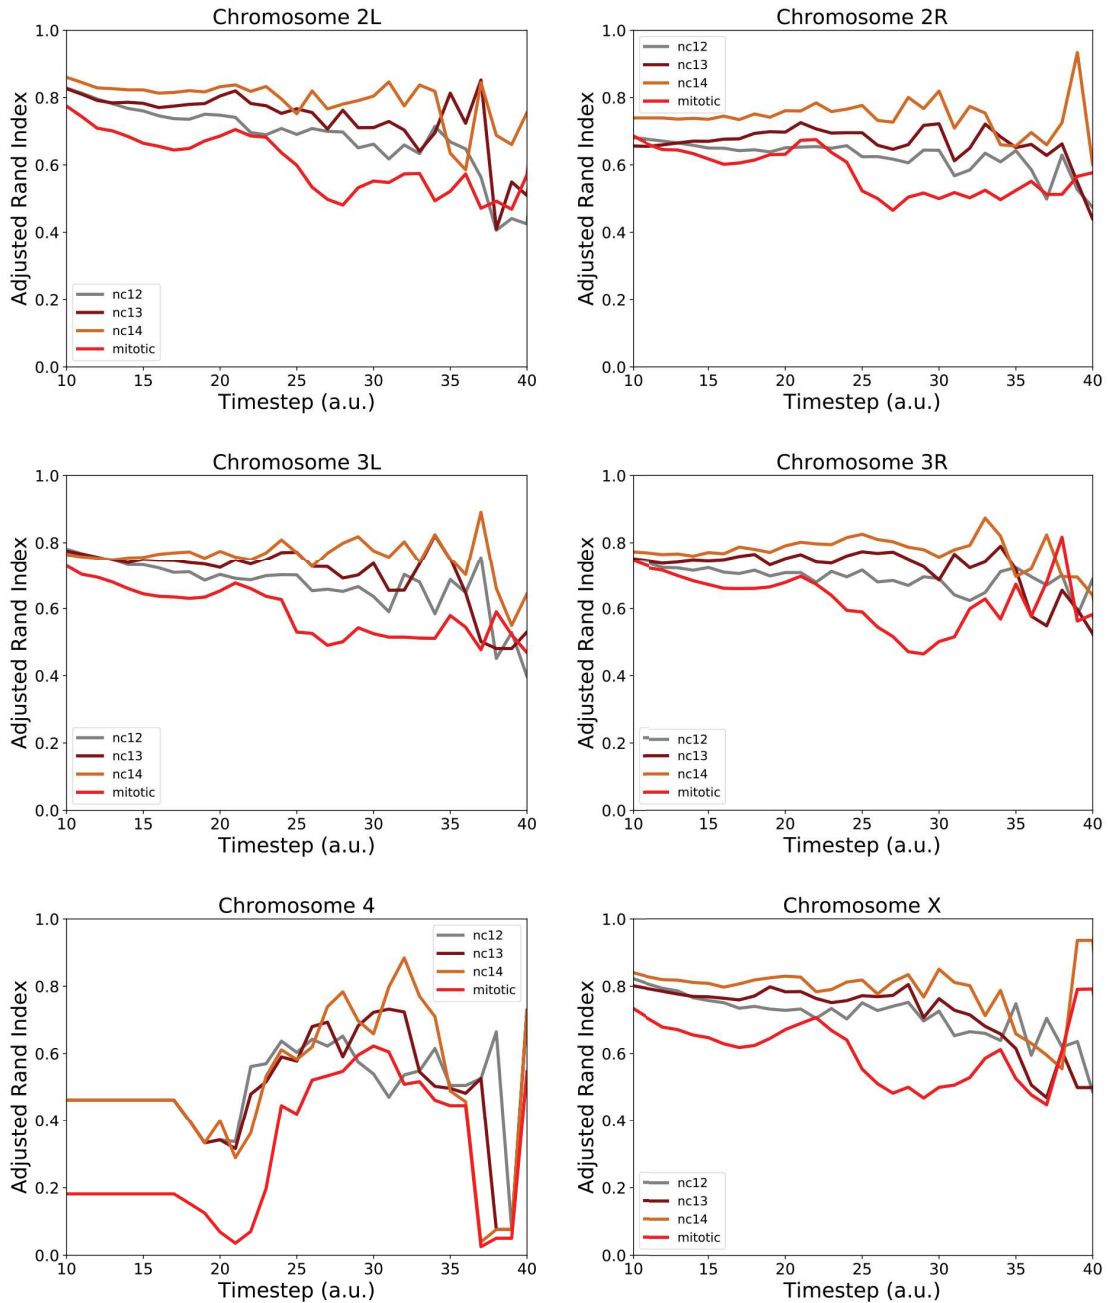 Chromosome 2L
Adjusted Rand Index
1.0
0.8
0.6
0.4
0.2
0.0
nc12
nc13
nc14
mitotic
10 15 20 25 30 35 40
Timestep (a.u.)
Chromosome 2R
Adjusted Rand Index
1.0
0.8
0.6
0.4
0.2
0.0
nc12
nc13
nc14
mitotic
10 15 20 25 30 35 40
Timestep (a.u.)
Chromosome 3L
Adjusted Rand Index
1.0
0.8
0.6
0.4
0.2
0.0
nc12
nc13
nc14
mitotic
10 15 20 25 30 35 40
Timestep (a.u.)
Chromosome 3R
Adjusted Rand Index
1.0
0.8
0.6
0.4
0.2
0.0
nc12
nc13
nc14
mitotic
10 15 20 25 30 35 40
Timestep (a.u.)
Chromosome 4
Adjusted Rand Index
1.0
0.8
0.6
0.4
0.2
0.0
nc12
nc13
nc14
mitotic
10 15 20 25 30 35 40
Timestep (a.u.)
Chromosome X
Adjusted Rand Index
1.0
0.8
0.6
0.4
0.2
0.0
nc12
nc13
nc14
mitotic
10 15 20 25 30 35 40
Timestep (a.u.)